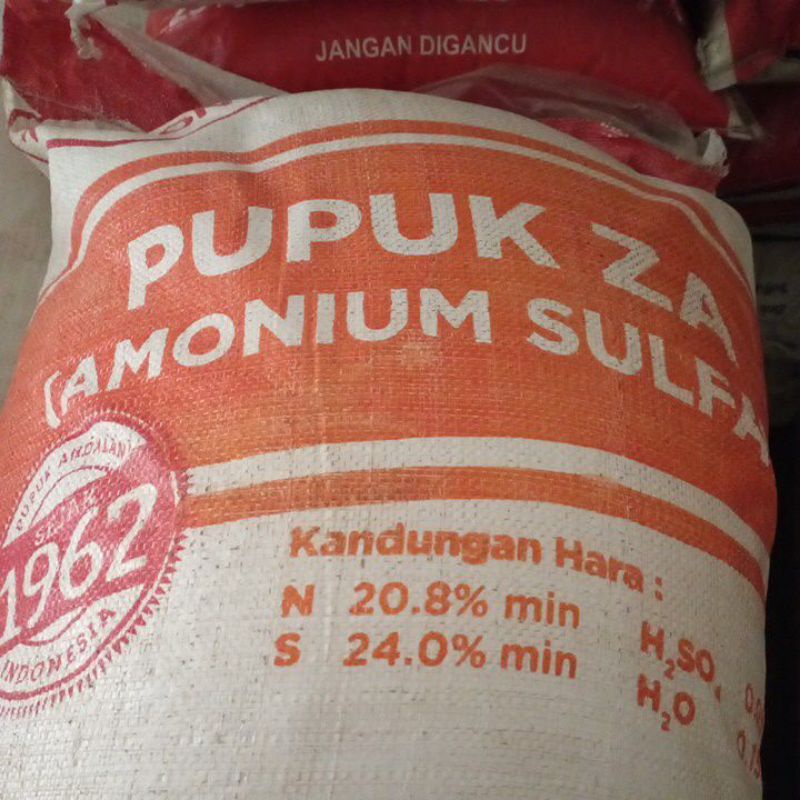 JANGAN DIGANCU
PUPUK ZA
(AMONIUM SULFA
PUPUK ANDALAN
SEJAK
1962
INDONESIA
Kandungan Hara :
N 20.8% min
S 24.0% min
H₂SO₄
H₂O